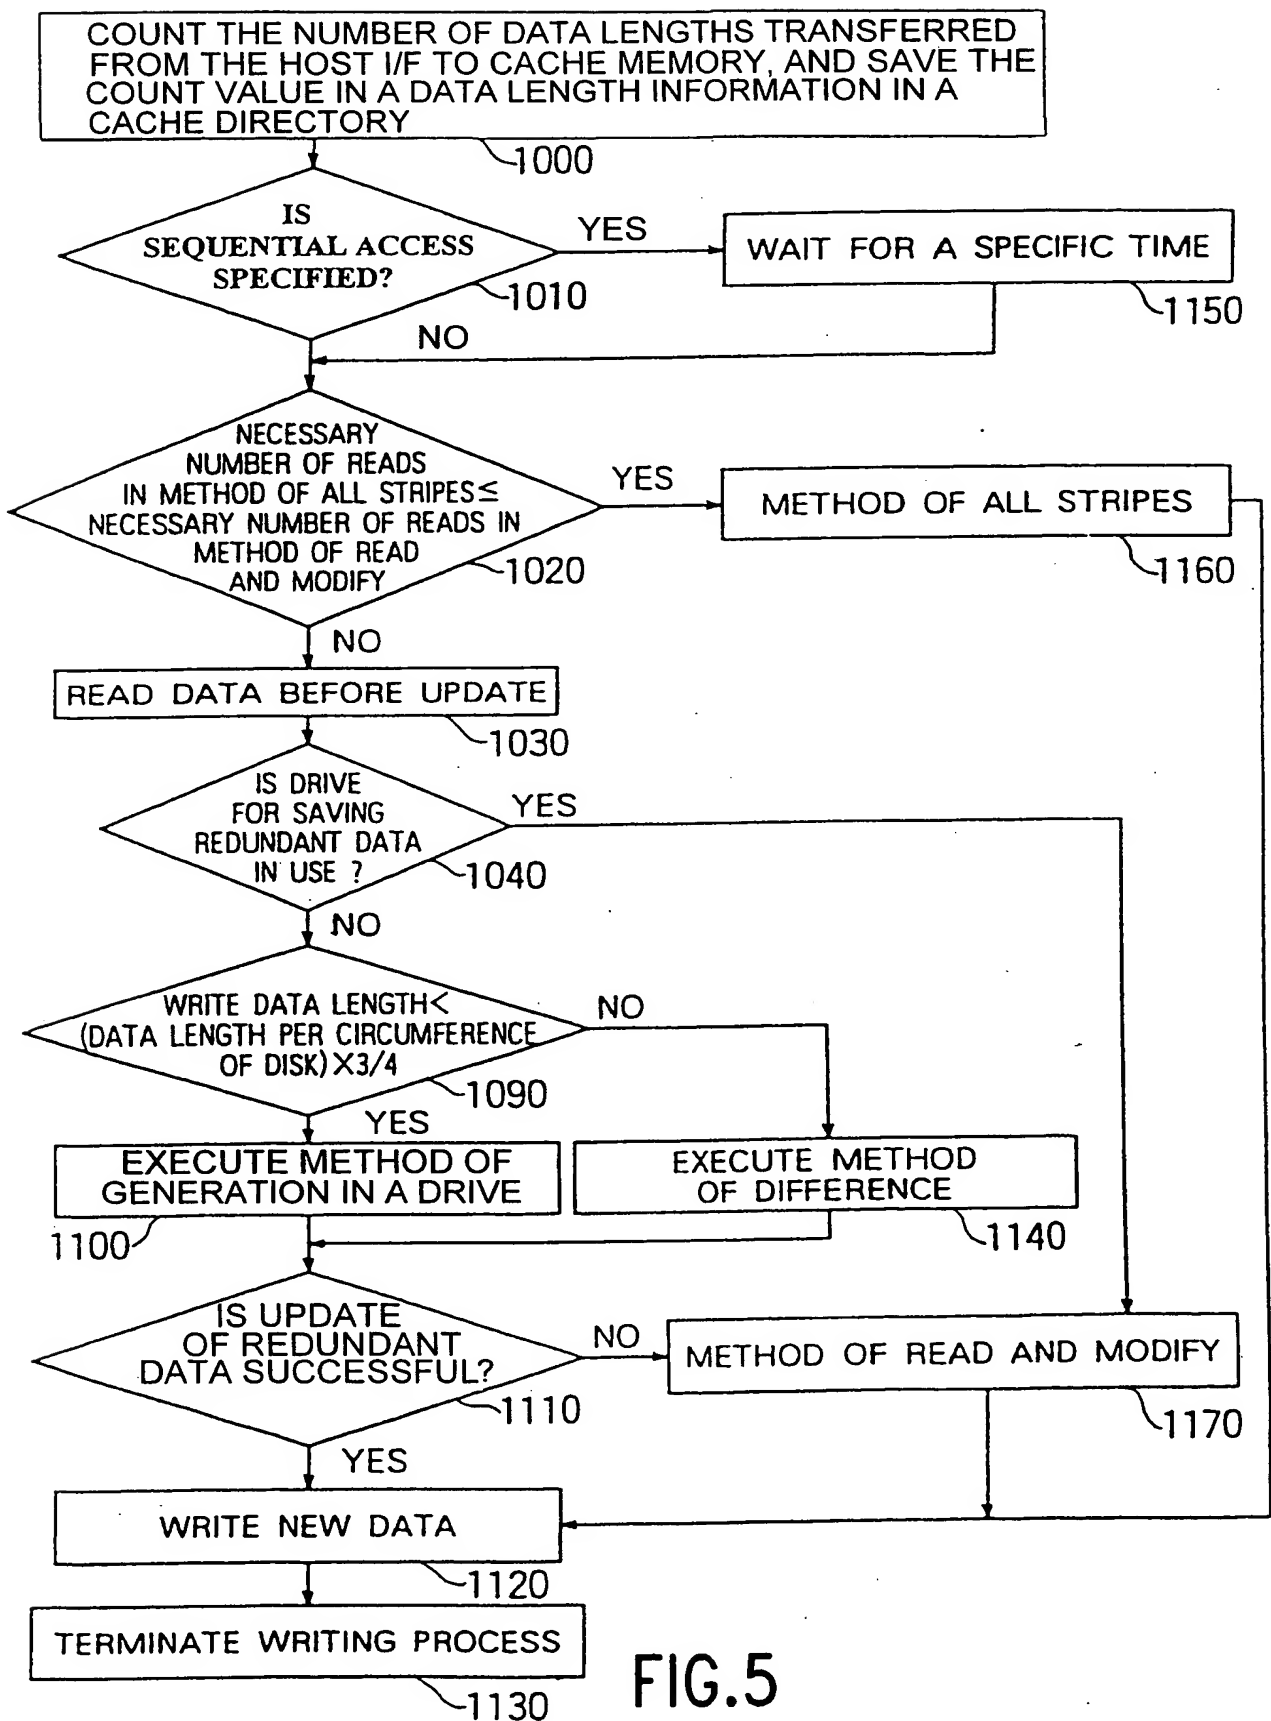 COUNT THE NUMBER OF DATA LENGTHS TRANSFERRED
FROM THE HOST I/F TO CACHE MEMORY, AND SAVE THE
COUNT VALUE IN A DATA LENGTH INFORMATION IN A
CACHE DIRECTORY
1000
IS
SEQUENTIAL ACCESS
SPECIFIED?
1010
YES
WAIT FOR A SPECIFIC TIME
1150
NO
NECESSARY
NUMBER OF READS
IN METHOD OF ALL STRIPES≤
NECESSARY NUMBER OF READS IN
METHOD OF READ
AND MODIFY
1020
YES
METHOD OF ALL STRIPES
1160
NO
READ DATA BEFORE UPDATE
1030
IS DRIVE
FOR SAVING
REDUNDANT DATA
IN USE ?
1040
YES
NO
WRITE DATA LENGTH<
(DATA LENGTH PER CIRCUMFERENCE
OF DISK)X3/4
1090
NO
YES
EXECUTE METHOD OF
GENERATION IN A DRIVE
1100
EXECUTE METHOD
OF DIFFERENCE
1140
IS UPDATE
OF REDUNDANT
DATA SUCCESSFUL?
1110
NO
METHOD OF READ AND MODIFY
1170
YES
WRITE NEW DATA
1120
TERMINATE WRITING PROCESS
1130
FIG.5